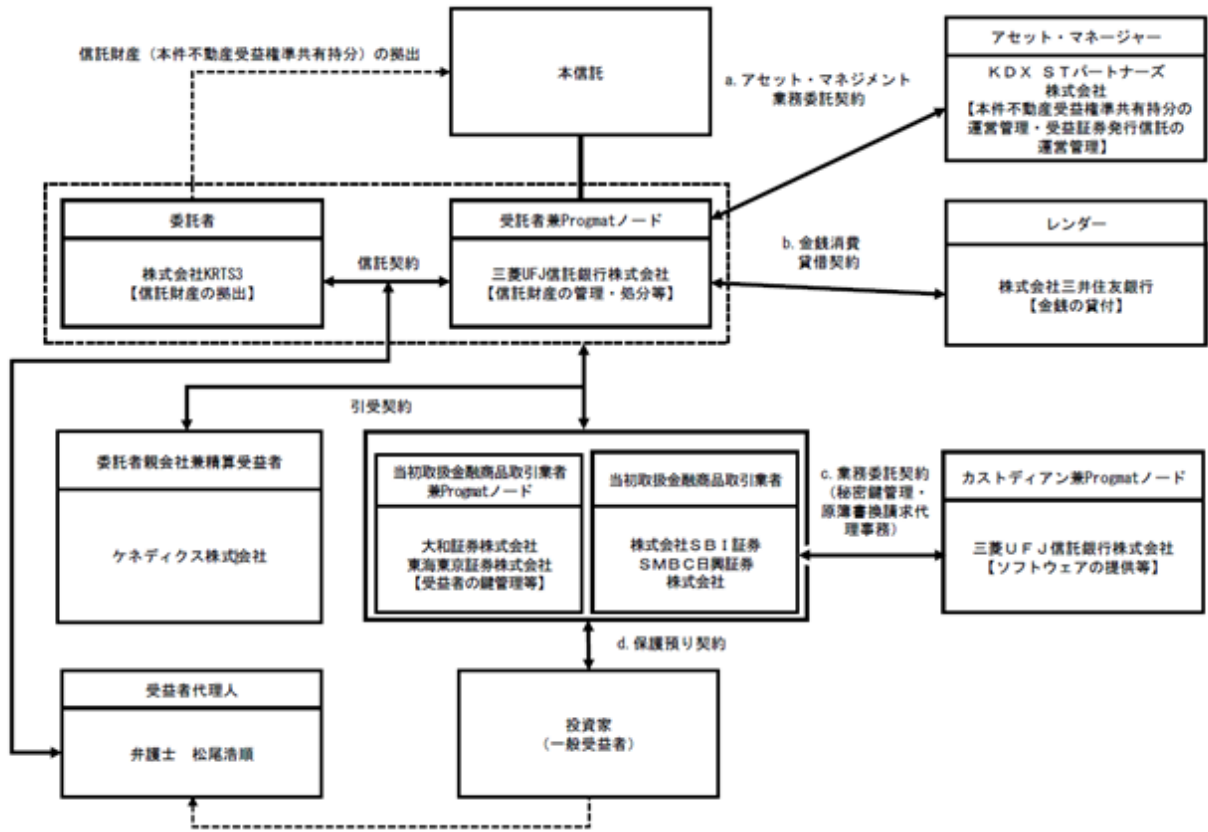 信託財産（本件不動産受益権準共有持分）の拠出
本信託
a.アセット・マネジメント
業務委託契約
アセット・マネージャー
ＫＤＸ ＳＴパートナーズ
株式会社
【本件不動産受益権準共有持分の
運営管理・受益証券発行信託の
運営管理】
委託者
株式会社KRTS3
【信託財産の拠出】
信託契約
受託者兼Progmatノード
三菱UFJ信託銀行株式会社
【信託財産の管理・処分等】
b.金銭消費
貸借契約
レンダー
株式会社三井住友銀行
【金銭の貸付】
引受契約
委託者親会社兼精算受益者
ケネディクス株式会社
当初取扱金融商品取引業者
兼Progmatノード
大和証券株式会社
東海東京証券株式会社
【受益者の鍵管理等】
当初取扱金融商品取引業者
株式会社ＳＢＩ証券
ＳＭＢＣ日興証券
株式会社
c.業務委託契約
（秘密鍵管理・
原簿書換請求代
理事務）
カストディアン兼Progmatノード
三菱ＵＦＪ信託銀行株式会社
【ソフトウェアの提供等】
d.保護預り契約
受益者代理人
弁護士　松尾浩順
投資家
（一般受益者）